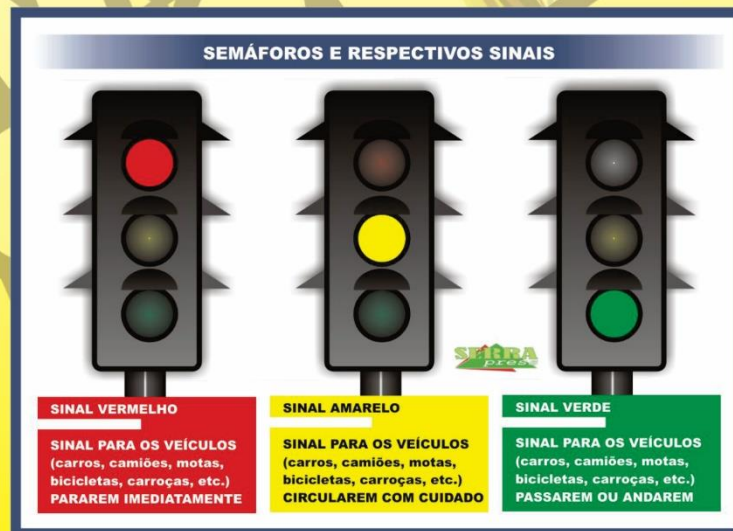 SEMÁFOROS E RESPECTIVOS SINAIS
SERRA
press
SINAL VERMELHO
SINAL PARA OS VEÍCULOS
(carros, camiões, motas,
bicicletas, carroças, etc.)
PARAREM IMEDIATAMENTE
SINAL AMARELO
SINAL PARA OS VEÍCULOS
(carros, camiões, motas,
bicicletas, carroças, etc.)
CIRCULAREM COM CUIDADO
SINAL VERDE
SINAL PARA OS VEÍCULOS
(carros, camiões, motas,
bicicletas, carroças, etc.)
PASSAREM OU ANDAREM